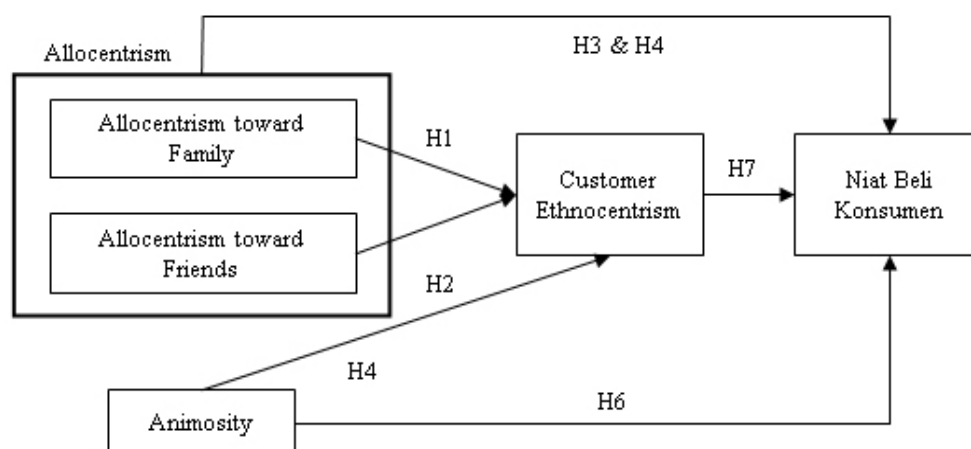 H3 & H4
Allocentrism
Allocentrism toward
Family
H1
Customer
Ethnocentrism
H7
Niat Beli
Konsumen
Allocentrism toward
Friends
H2
H4
H6
Animosity